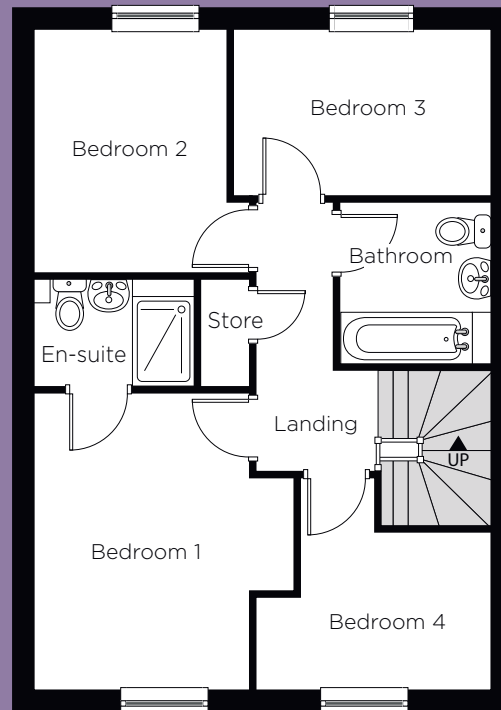 Bedroom 3
Bedroom 2
Bathroom
Store
En-suite
Landing
UP
Bedroom 1
Bedroom 4